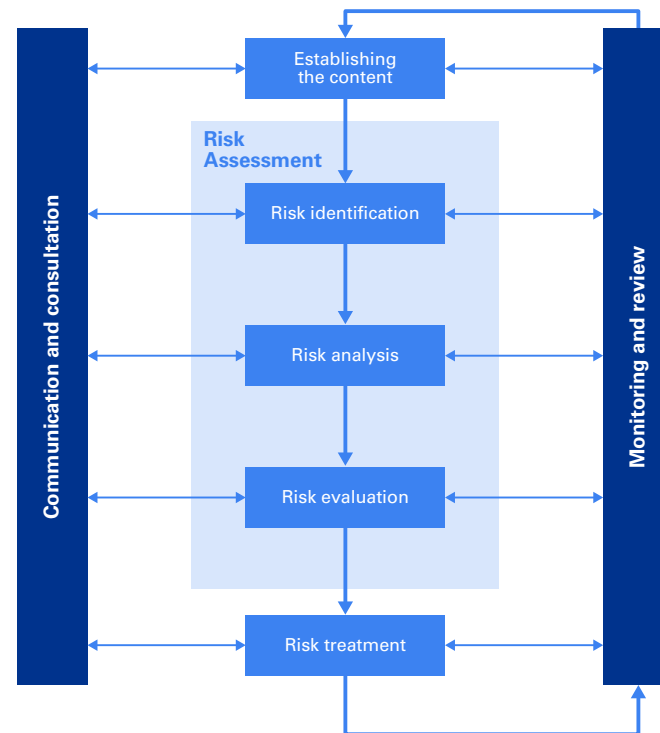 Establishing
the content
Risk
Assessment
Risk identification
Communication and consultation
Monitoring and review
Risk analysis
Risk evaluation
Risk treatment